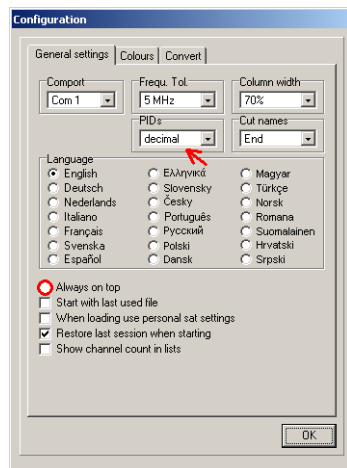 Configuration
General settings Colours Convert
Comport Frequ. Tol. Column width
Com 1 5 MHz 70%
PIDs Cut names
decimal End
Language
English Ελληνικά Magyar
Deutsch Slovensky Türkçe
Nederlands Česky Norsk
Italiano Português Romana
Français Русский Suomalainen
Svenska Polski Hrvatski
Español Dansk Srpski
Always on top
Start with last used file
When loading use personal sat settings
Restore last session when starting
Show channel count in lists
OK